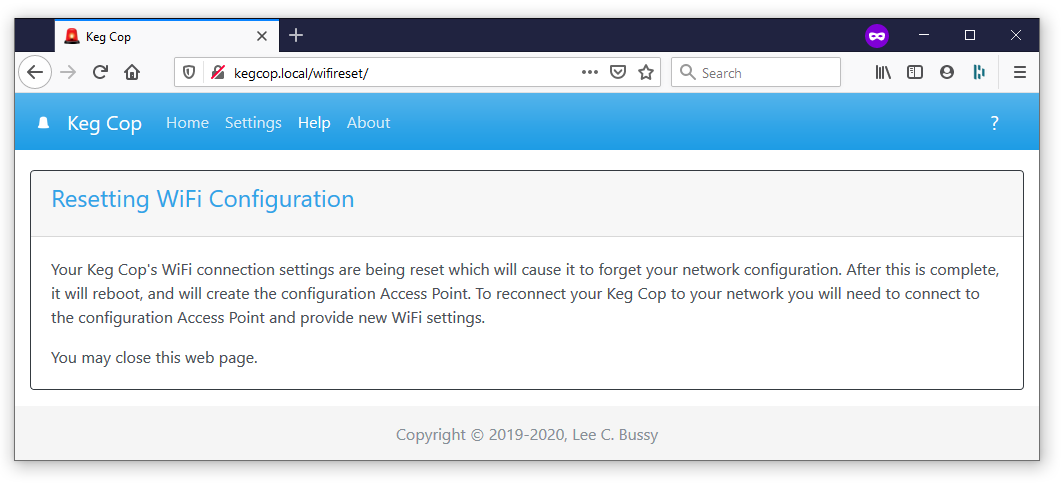 Keg Cop
kegcop.local/wifireset/
Search
Keg Cop Home Settings Help About ?
Resetting WiFi Configuration
Your Keg Cop's WiFi connection settings are being reset which will cause it to forget your network configuration. After this is complete,
it will reboot, and will create the configuration Access Point. To reconnect your Keg Cop to your network you will need to connect to
the configuration Access Point and provide new WiFi settings.
You may close this web page.
Copyright © 2019-2020, Lee C. Bussy